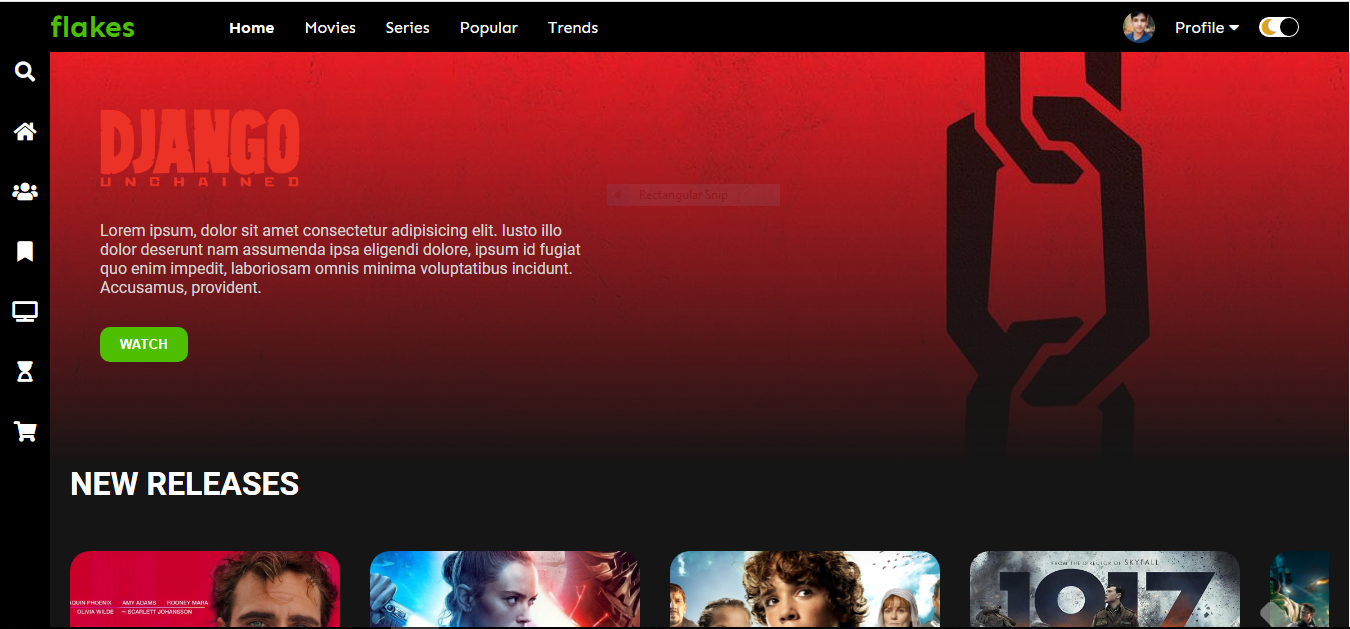 flakes
Home
Movies
Series
Popular
Trends
Profile
DJANGO
UNCHAINED
Rectangular Snip
Lorem ipsum, dolor sit amet consectetur adipisicing elit. Iusto illo
dolor deserunt nam assumenda ipsa eligendi dolore, ipsum id fugiat
quo enim impedit, laboriosam omnis minima voluptatibus incidunt.
Accusamus, provident.
WATCH
NEW RELEASES
AQUIN PHOENIX AMY ADAMS ROONEY MARA
OLIVIA WILDE SCARLETT JOHANSSON
FROM THE DIRECTOR OF SKYFALL
1917